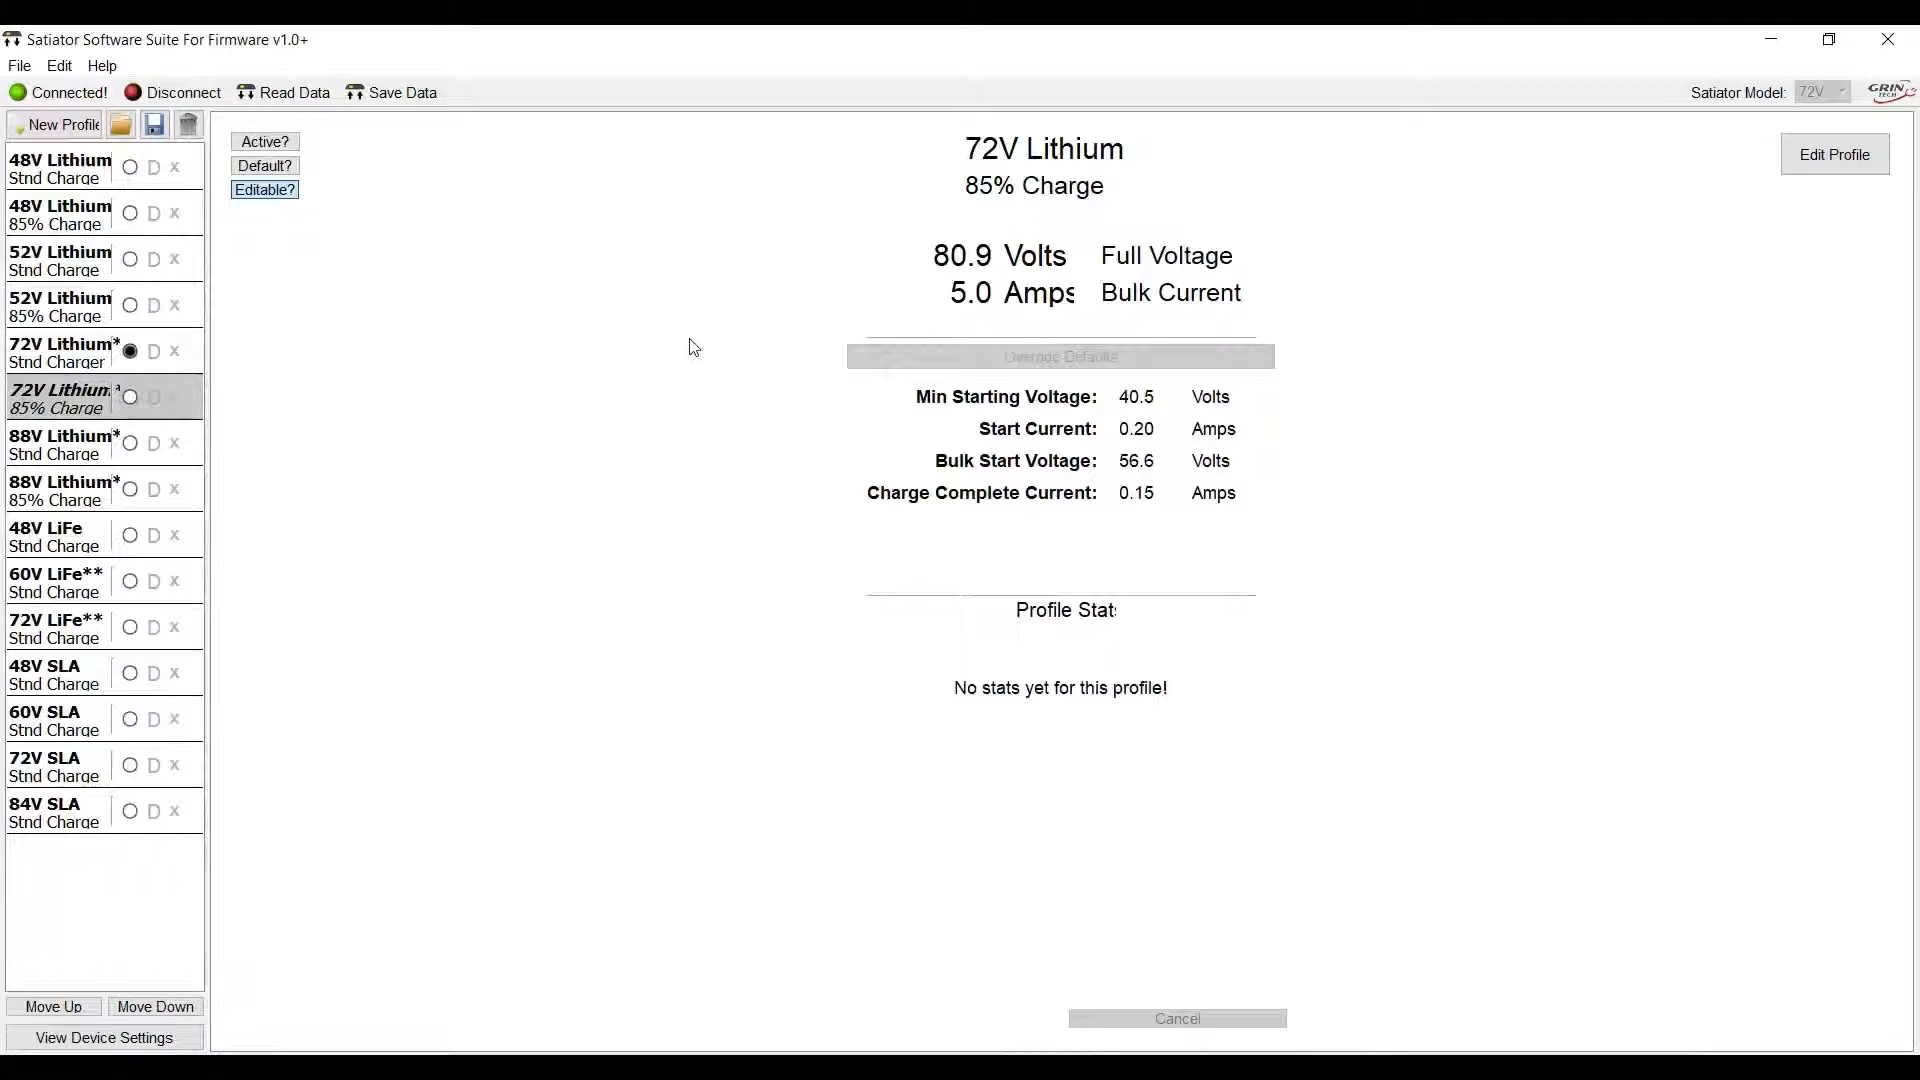 Satiator Software Suite For Firmware v1.0+
File Edit Help
Connected! Disconnect Read Data Save Data Satiator Model: 72V GRIN TECH
New Profile
Active?
Default?
Editable?
72V Lithium
85% Charge
Edit Profile
80.9 Volts Full Voltage
5.0 Amps Bulk Current
Override Defaults
Min Starting Voltage: 40.5 Volts
Start Current: 0.20 Amps
Bulk Start Voltage: 56.6 Volts
Charge Complete Current: 0.15 Amps
Profile Stats
No stats yet for this profile!
Cancel
48V Lithium D x
Stnd Charge
48V Lithium D x
85% Charge
52V Lithium D x
Stnd Charge
52V Lithium D x
85% Charge
72V Lithium* D x
Stnd Charger
72V Lithium* D x
85% Charge
88V Lithium* D x
Stnd Charge
88V Lithium* D x
85% Charge
48V LiFe D x
Stnd Charge
60V LiFe** D x
Stnd Charge
72V LiFe** D x
Stnd Charge
48V SLA D x
Stnd Charge
60V SLA D x
Stnd Charge
72V SLA D x
Stnd Charge
84V SLA D x
Stnd Charge
Move Up Move Down
View Device Settings